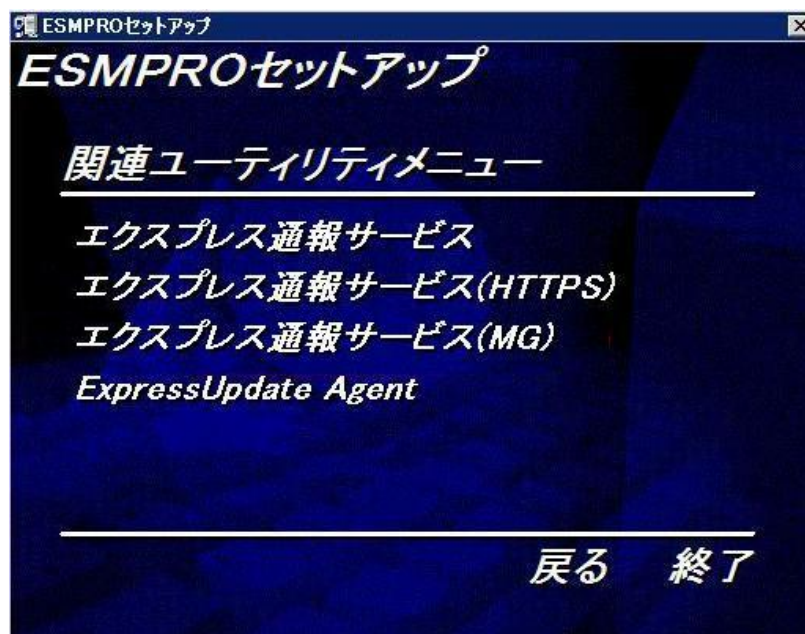 ESMPROセットアップ
ESMPROセットアップ
関連ユーティリティメニュー
エクスプレス通報サービス
エクスプレス通報サービス(HTTPS)
エクスプレス通報サービス(MG)
ExpressUpdate Agent
戻る 終了